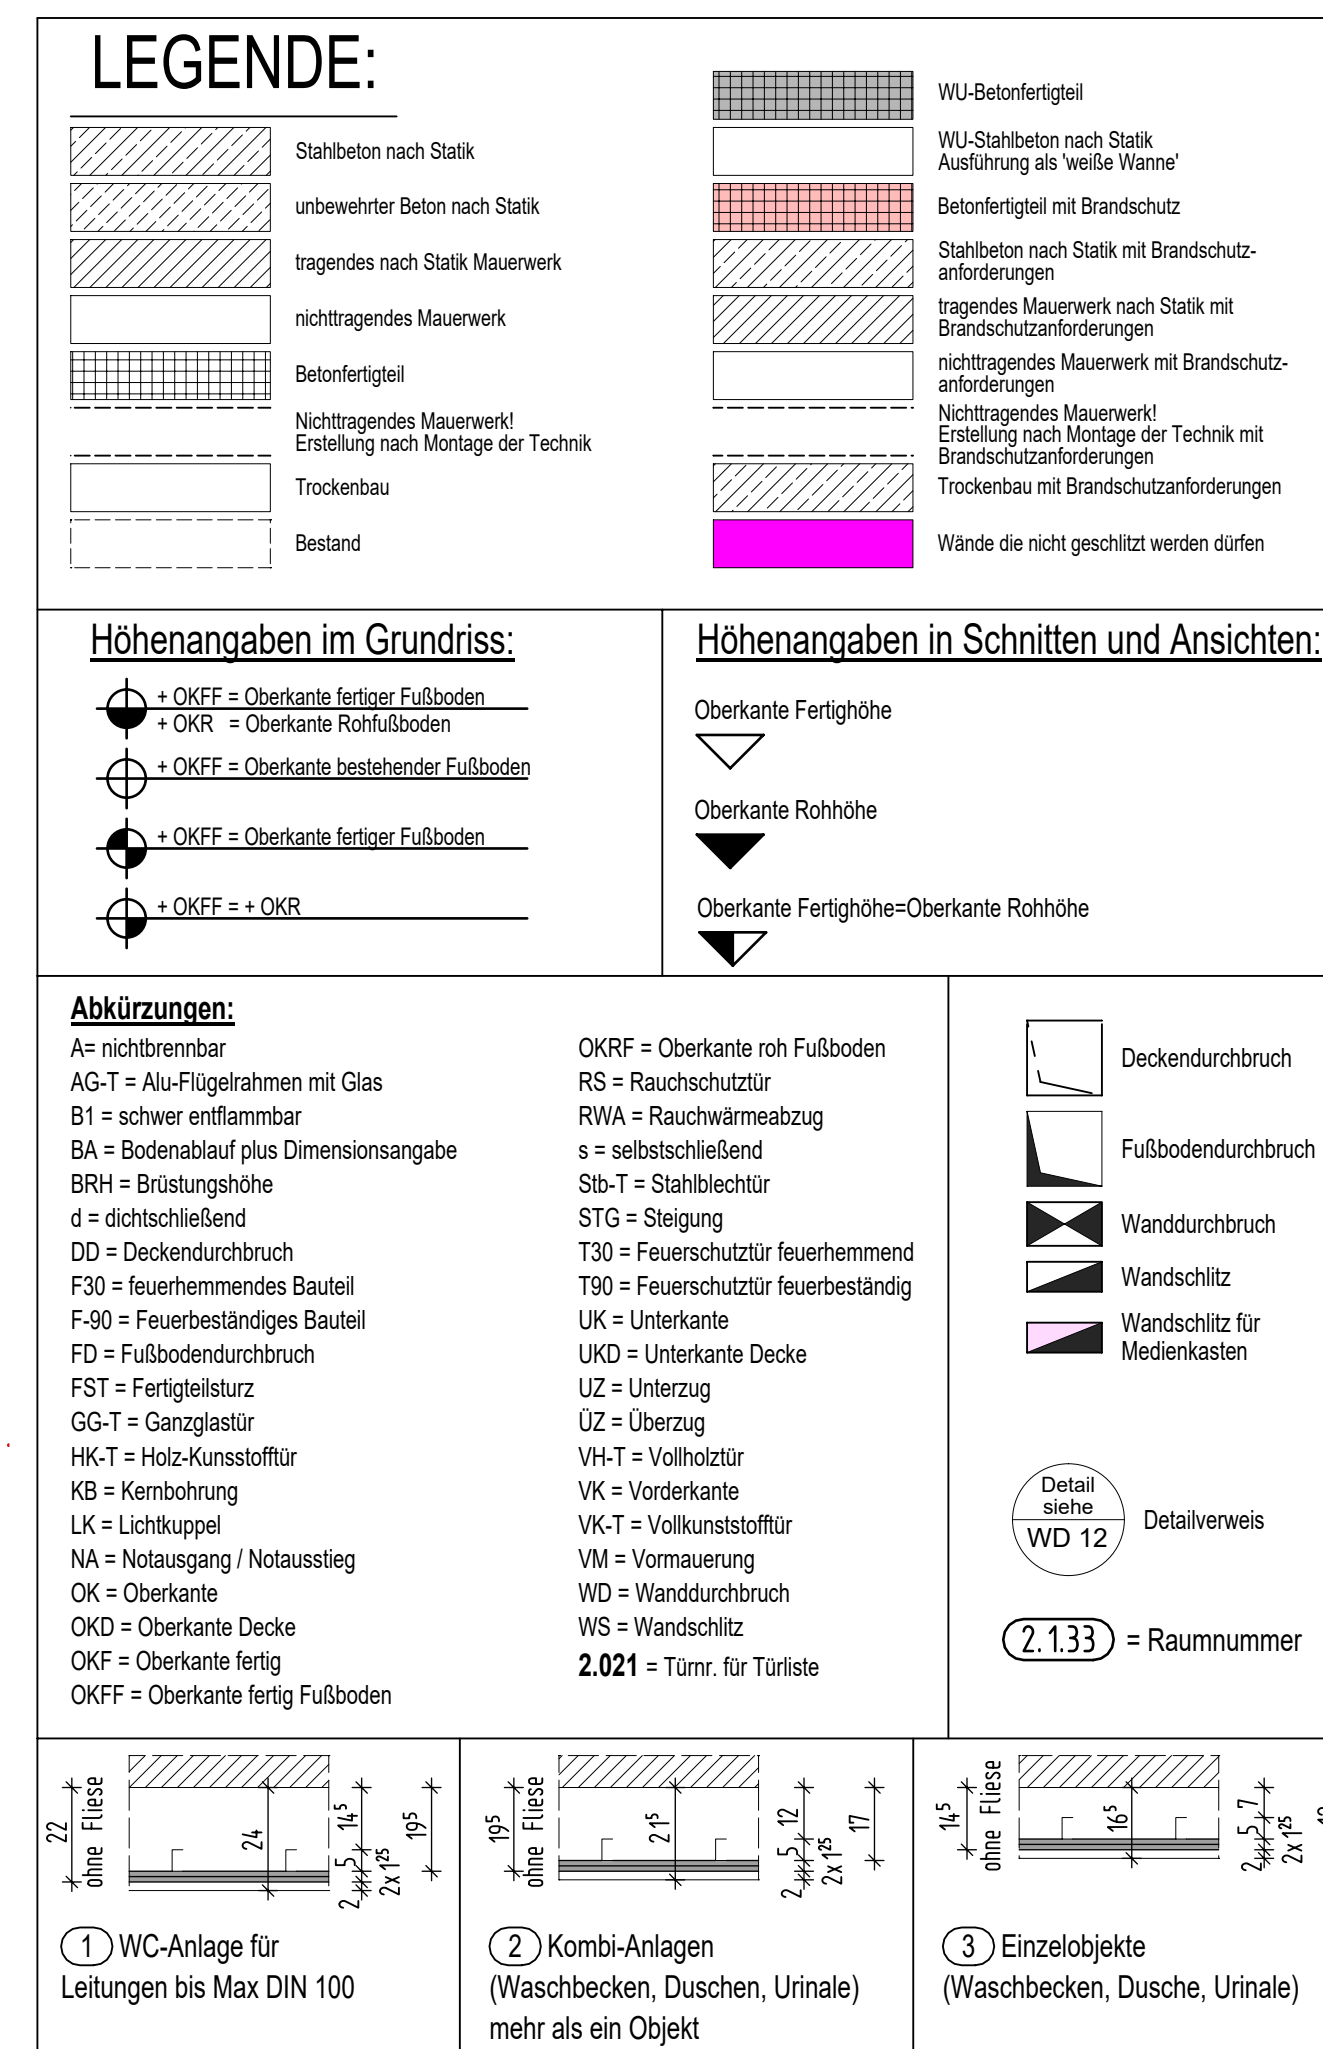 LEGENDE:
Stahlbeton nach Statik
unbewehrter Beton nach Statik
tragendes nach Statik Mauerwerk
nichttragendes Mauerwerk
Betonfertigteil
Nichttragendes Mauerwerk!
Erstellung nach Montage der Technik
Trockenbau
Bestand
WU-Betonfertigteil
WU-Stahlbeton nach Statik
Ausführung als 'weiße Wanne'
Betonfertigteil mit Brandschutz
Stahlbeton nach Statik mit Brandschutz-
anforderungen
tragendes Mauerwerk nach Statik mit
Brandschutzanforderungen
nichttragendes Mauerwerk mit Brandschutz-
anforderungen
Nichttragendes Mauerwerk!
Erstellung nach Montage der Technik mit
Brandschutzanforderungen
Trockenbau mit Brandschutzanforderungen
Wände die nicht geschlitzt werden dürfen
Höhenangaben im Grundriss:
+ OKFF = Oberkante fertiger Fußboden
+ OKR = Oberkante Rohfußboden
+ OKFF = Oberkante bestehender Fußboden
+ OKFF = Oberkante fertiger Fußboden
+ OKFF = + OKR
Höhenangaben in Schnitten und Ansichten:
Oberkante Fertighöhe
Oberkante Rohhöhe
Oberkante Fertighöhe=Oberkante Rohhöhe
Abkürzungen:
A= nichtbrennbar
AG-T = Alu-Flügelrahmen mit Glas
B1 = schwer entflammbar
BA = Bodenablauf plus Dimensionsangabe
BRH = Brüstungshöhe
d = dichtschließend
DD = Deckendurchbruch
F30 = feuerhemmendes Bauteil
F-90 = Feuerbeständiges Bauteil
FD = Fußbodendurchbruch
FST = Fertigteilsturz
GG-T = Ganzglastür
HK-T = Holz-Kunsstofftür
KB = Kernbohrung
LK = Lichtkuppel
NA = Notausgang / Notausstieg
OK = Oberkante
OKD = Oberkante Decke
OKF = Oberkante fertig
OKFF = Oberkante fertig Fußboden
OKRF = Oberkante roh Fußboden
RS = Rauchschutztür
RWA = Rauchwärmeabzug
s = selbstschließend
Stb-T = Stahlblechtür
STG = Steigung
T30 = Feuerschutztür feuerhemmend
T90 = Feuerschutztür feuerbeständig
UK = Unterkante
UKD = Unterkante Decke
UZ = Unterzug
ÜZ = Überzug
VH-T = Vollholztür
VK = Vorderkante
VK-T = Vollkunststofftür
VM = Vormauerung
WD = Wanddurchbruch
WS = Wandschlitz
2.021 = Türnr. für Türliste
Deckendurchbruch
Fußbodendurchbruch
Wanddurchbruch
Wandschlitz
Wandschlitz für
Medienkasten
Detail
siehe
WD 12
Detailverweis
2.1.33 = Raumnummer
22
ohne Fliese
24
14⁵
5
2
2x 1²⁵
19⁵
1 WC-Anlage für
Leitungen bis Max DIN 100
19⁵
ohne Fliese
21⁵
12
5
2
2x 1²⁵
17
2 Kombi-Anlagen
(Waschbecken, Duschen, Urinale)
mehr als ein Objekt
14⁵
ohne Fliese
16⁵
7
5
2
2x 1²⁵
3 Einzelobjekte
(Waschbecken, Dusche, Urinale)